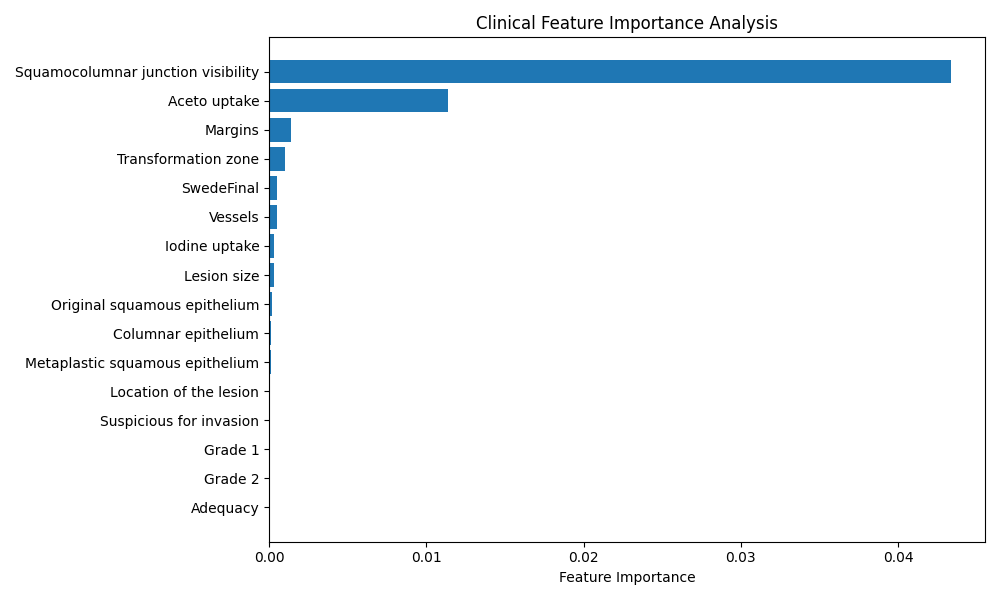 Clinical Feature Importance Analysis
Squamocolumnar junction visibility
Aceto uptake
Margins
Transformation zone
SwedeFinal
Vessels
Iodine uptake
Lesion size
Original squamous epithelium
Columnar epithelium
Metaplastic squamous epithelium
Location of the lesion
Suspicious for invasion
Grade 1
Grade 2
Adequacy
0.00 0.01 0.02 0.03 0.04
Feature Importance